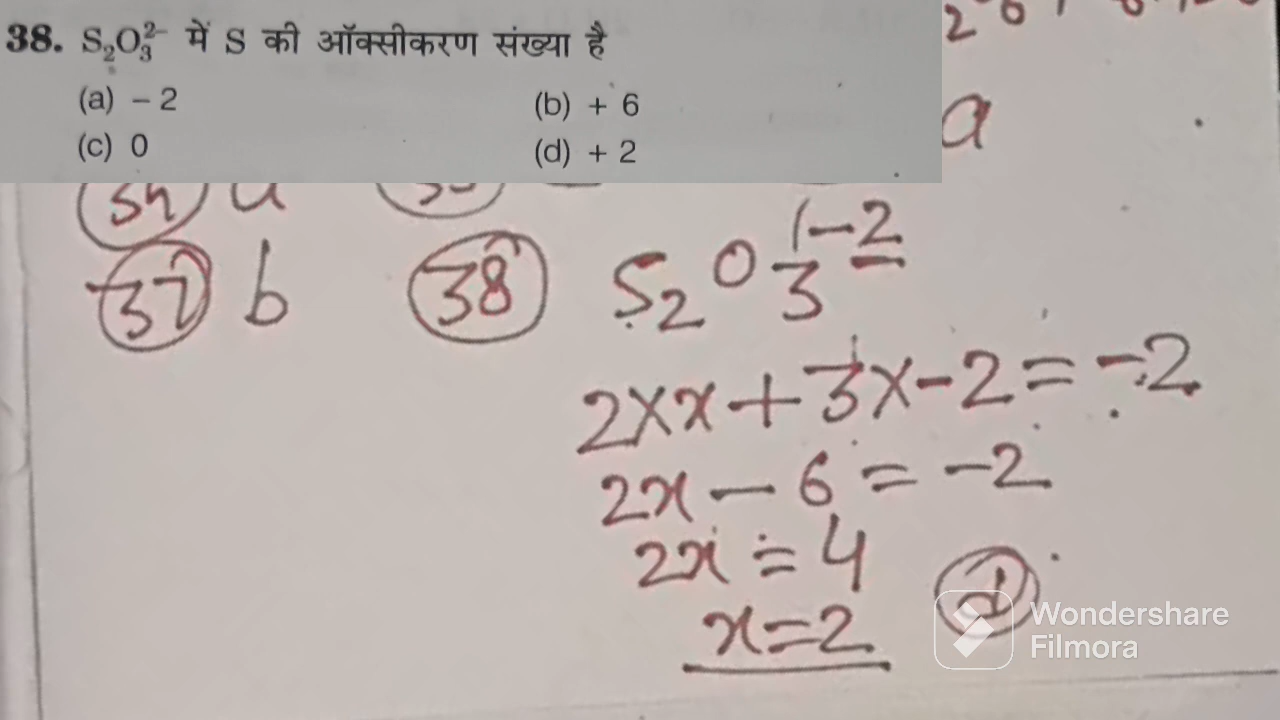 38. S₂O₃²⁻ में S की ऑक्सीकरण संख्या है
(a) – 2 (b) + 6
(c) 0 (d) + 2
a
37 b 38 S₂O₃⁻²
2×x + 3×-2 = -2
2x - 6 = -2
2x = 4
x = 2 d
Wondershare
Filmora